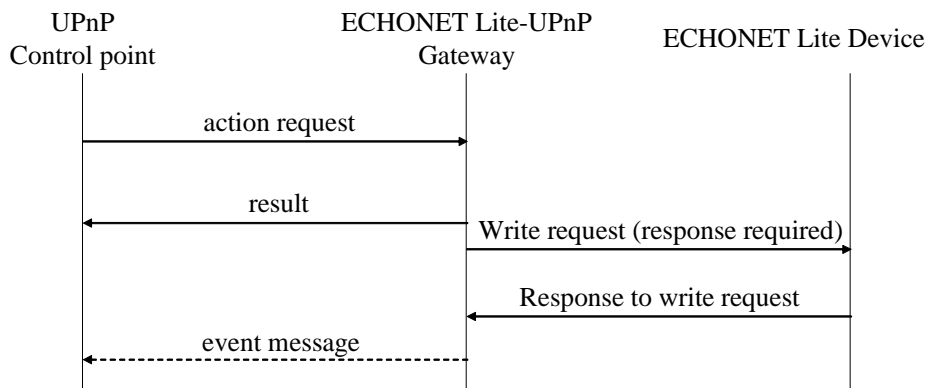 UPnP
Control point
ECHONET Lite-UPnP
Gateway
ECHONET Lite Device
action request
result
Write request (response required)
Response to write request
event message